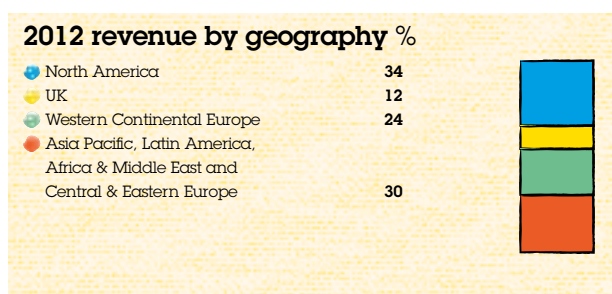 2012 revenue by geography %
North America 34
UK 12
Western Continental Europe 24
Asia Pacific, Latin America,
Africa & Middle East and
Central & Eastern Europe 30